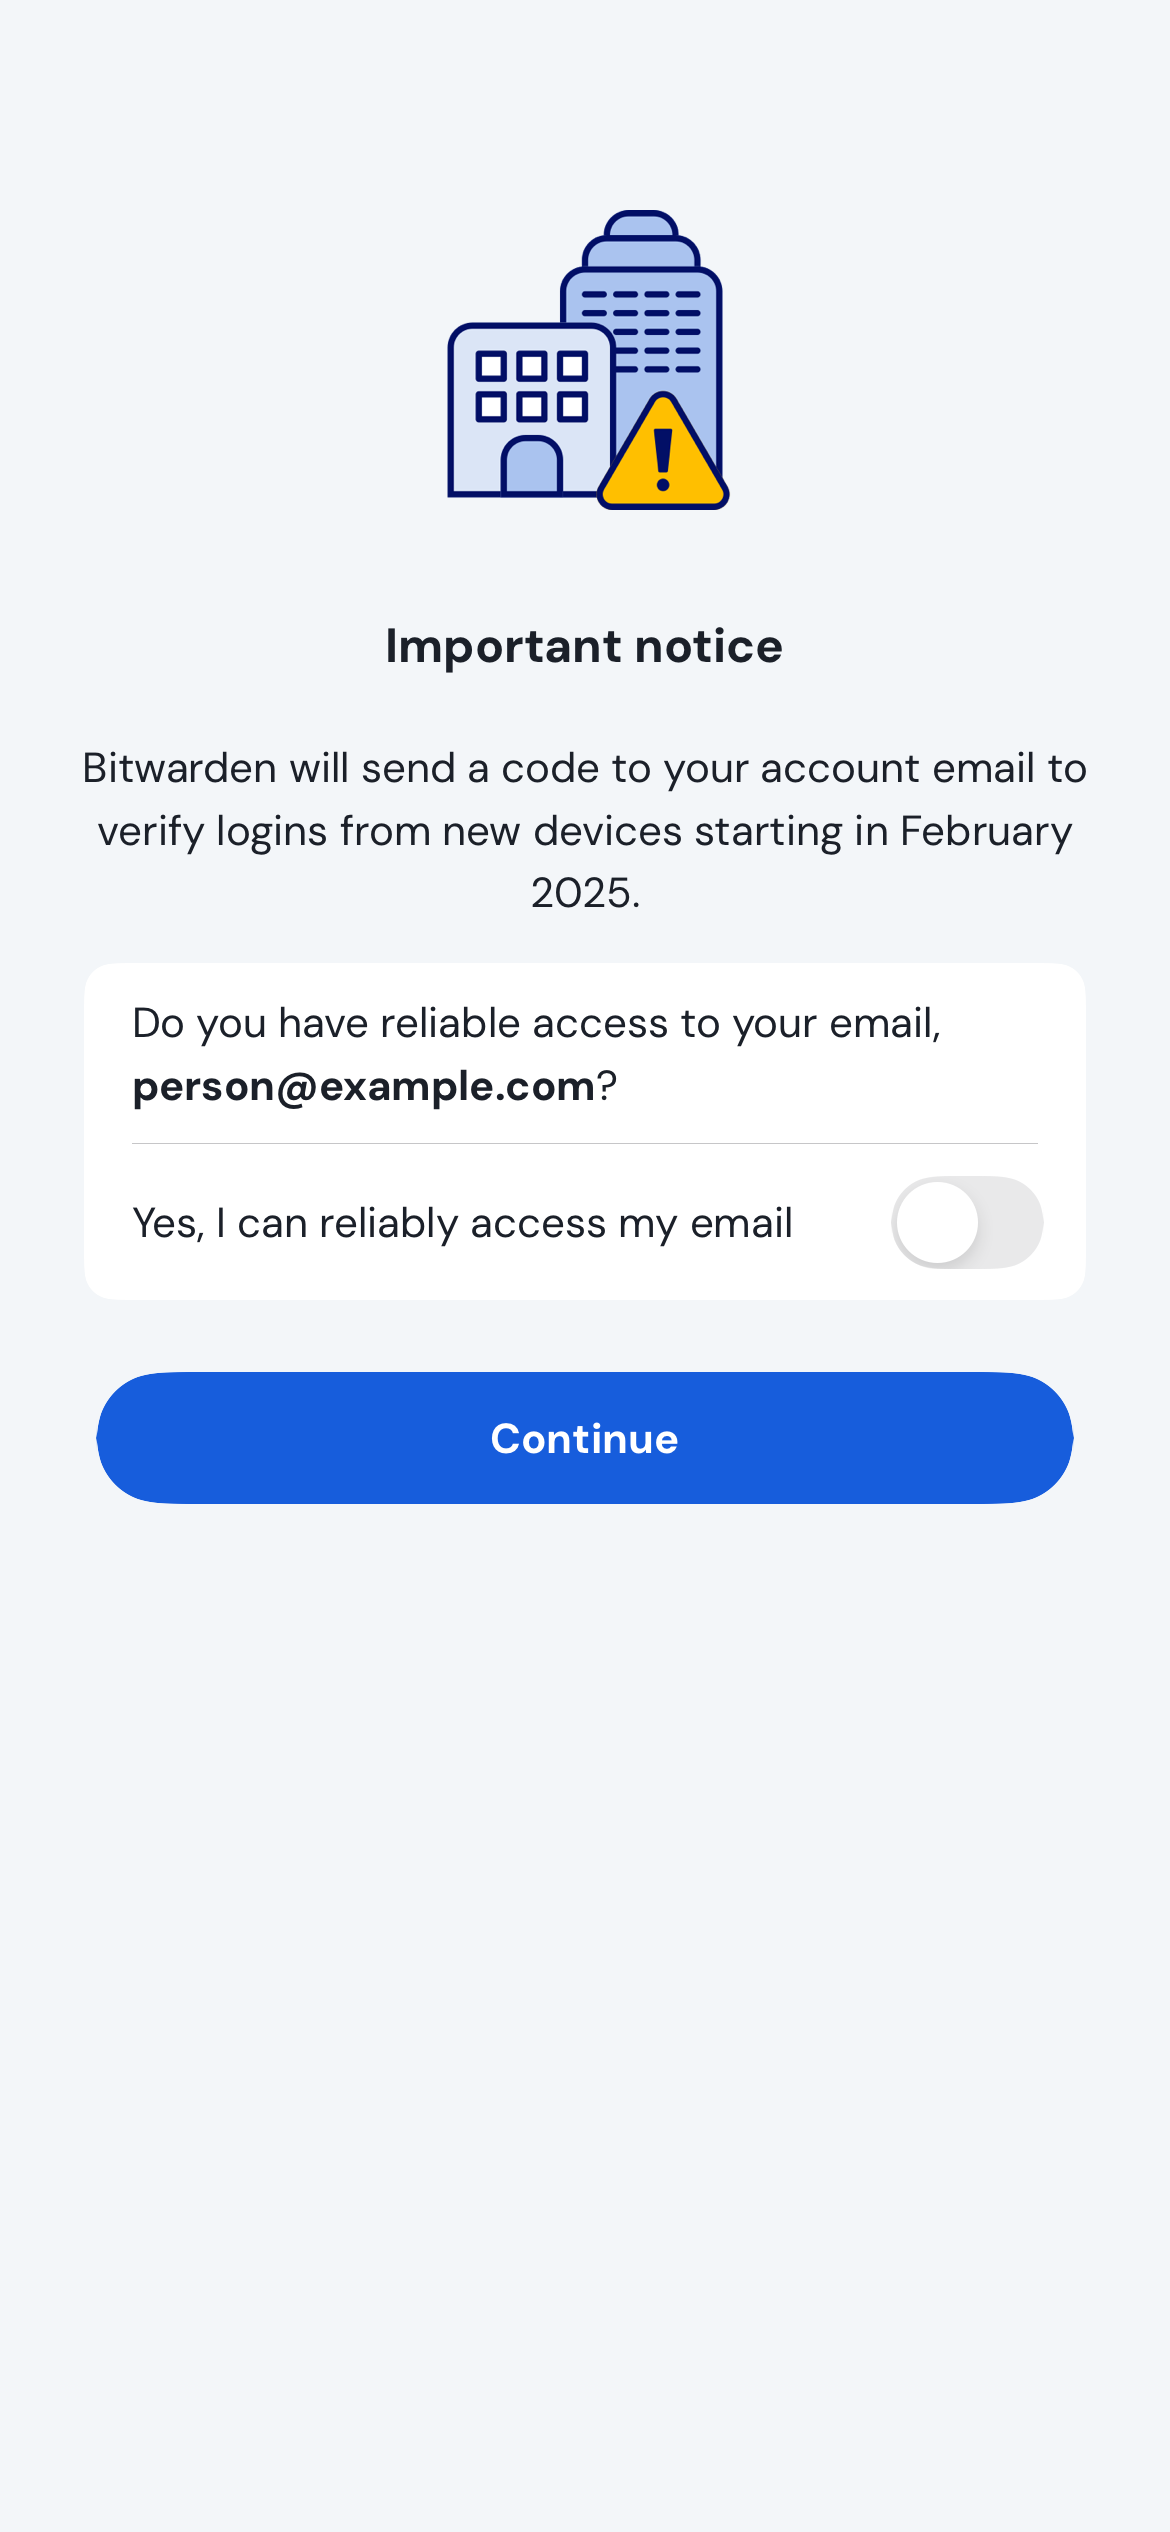 Important notice
Bitwarden will send a code to your account email to
verify logins from new devices starting in February
2025.
Do you have reliable access to your email,
person@example.com?
Yes, I can reliably access my email
Continue